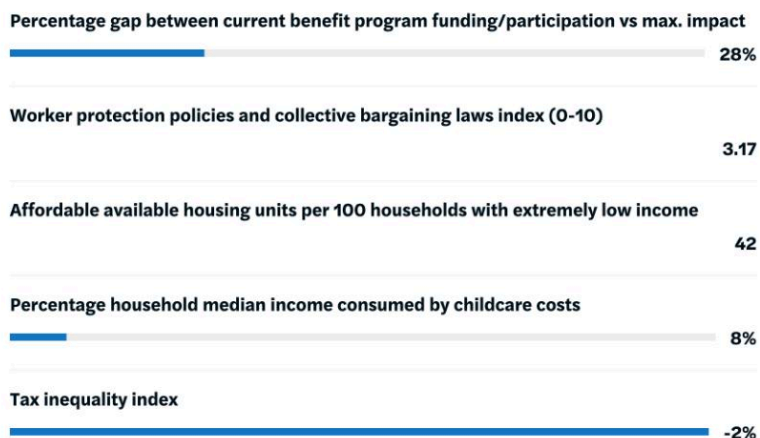 Percentage gap between current benefit program funding/participation vs max. impact
28%
Worker protection policies and collective bargaining laws index (0-10)
3.17
Affordable available housing units per 100 households with extremely low income
42
Percentage household median income consumed by childcare costs
8%
Tax inequality index
-2%